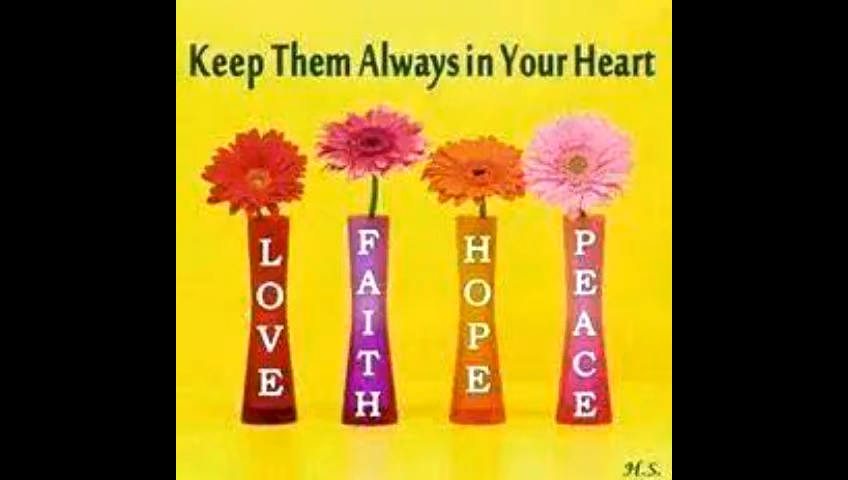 Keep Them Always in Your Heart
LOVE
FAITH
HOPE
PEACE
H.S.